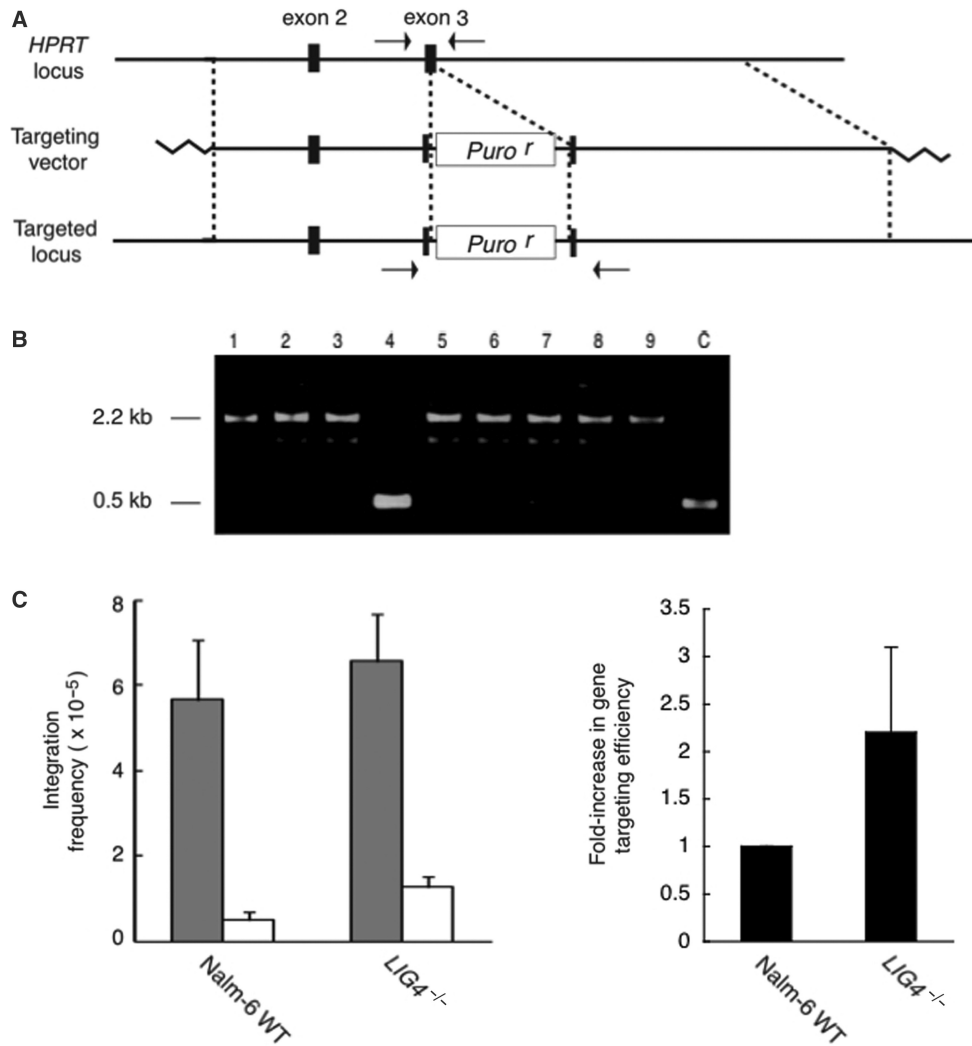 A
exon 2 exon 3
HPRT
locus
Targeting
vector
Puro r
Targeted
locus
Puro r
B
1 2 3 4 5 6 7 8 9 C
2.2 kb
0.5 kb
C
Integration
frequency ( x 10⁻⁵)
8
6
4
2
0
Nalm-6 WT
LIG4 -/-
Fold-increase in gene
targeting efficiency
3.5
3
2.5
2
1.5
1
0.5
0
Nalm-6 WT
LIG4 -/-